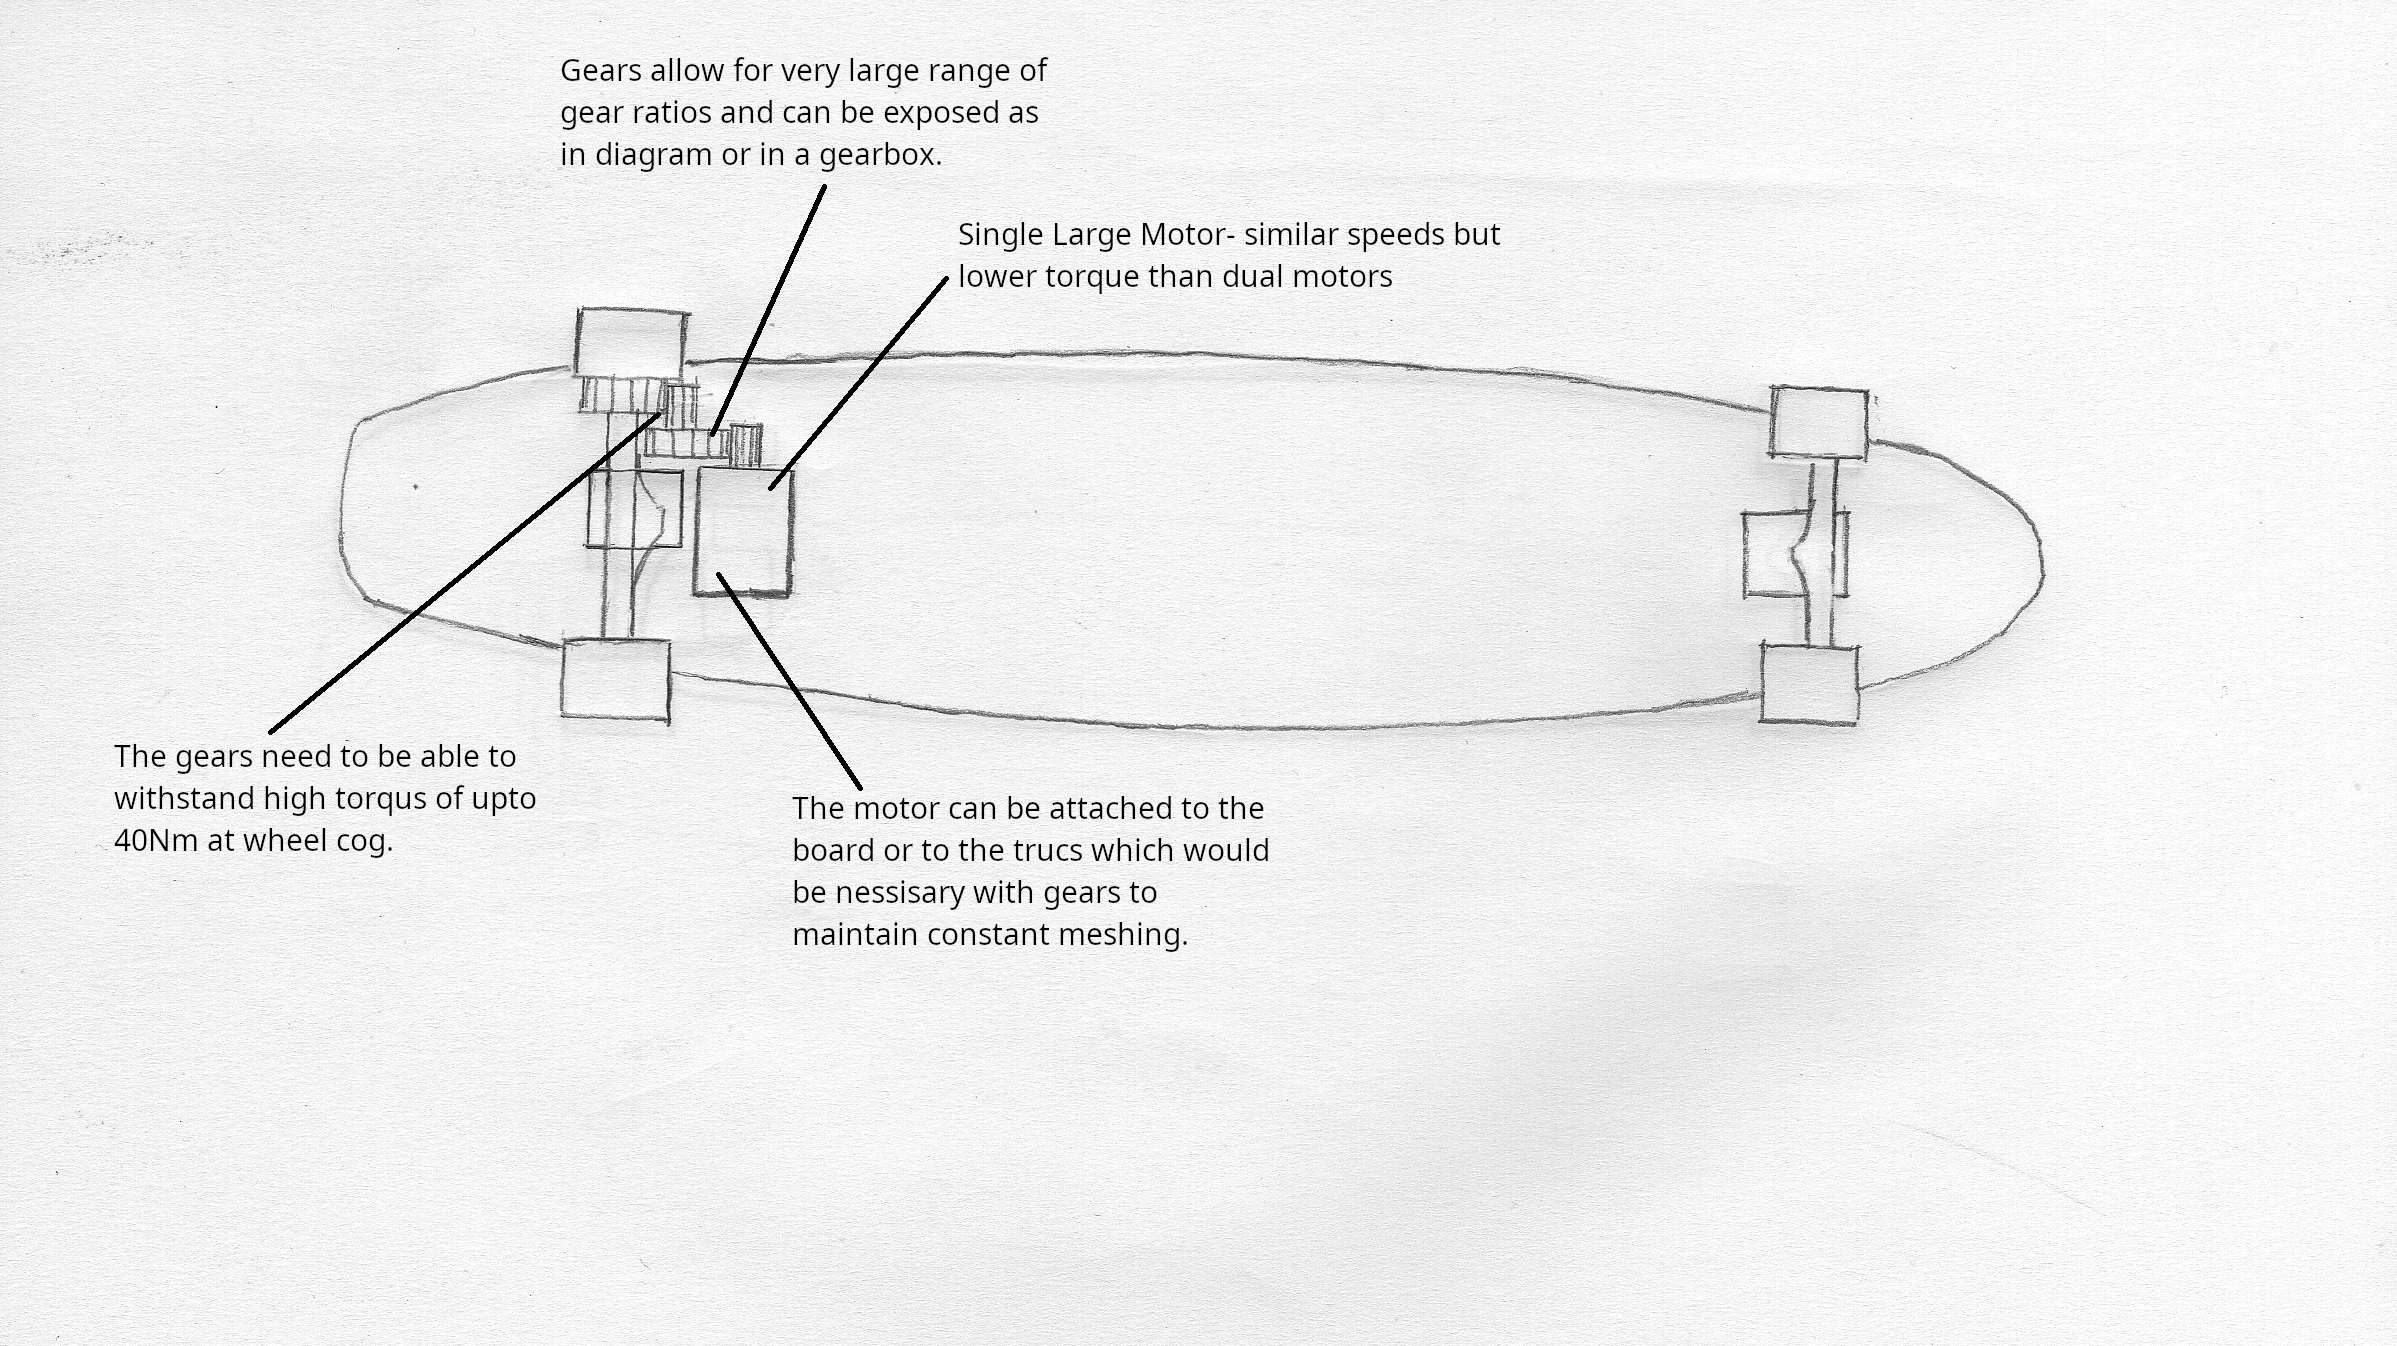 Gears allow for very large range of
gear ratios and can be exposed as
in diagram or in a gearbox.
Single Large Motor- similar speeds but
lower torque than dual motors
The gears need to be able to
withstand high torqus of upto
40Nm at wheel cog.
The motor can be attached to the
board or to the trucs which would
be nessisary with gears to
maintain constant meshing.